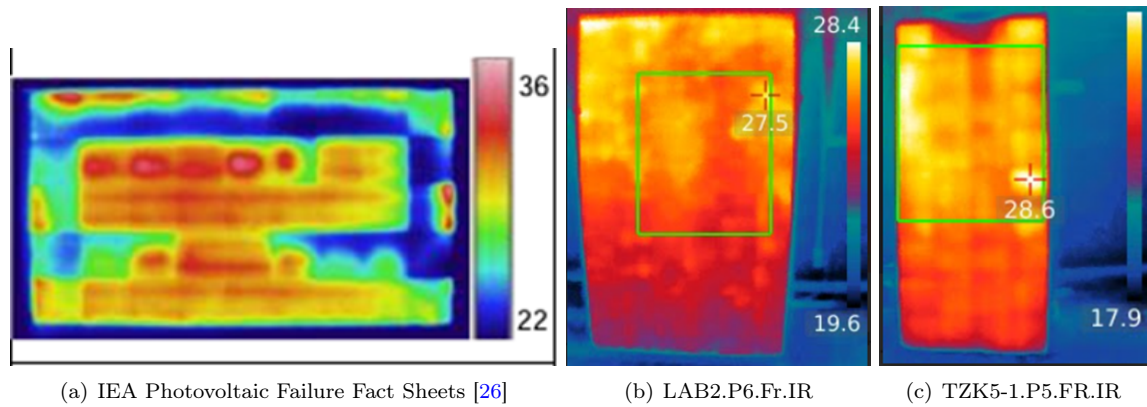 36
22
28.4
27.5
19.6
28.6
17.9
(a) IEA Photovoltaic Failure Fact Sheets [26]
(b) LAB2.P6.Fr.IR
(c) TZK5-1.P5.FR.IR